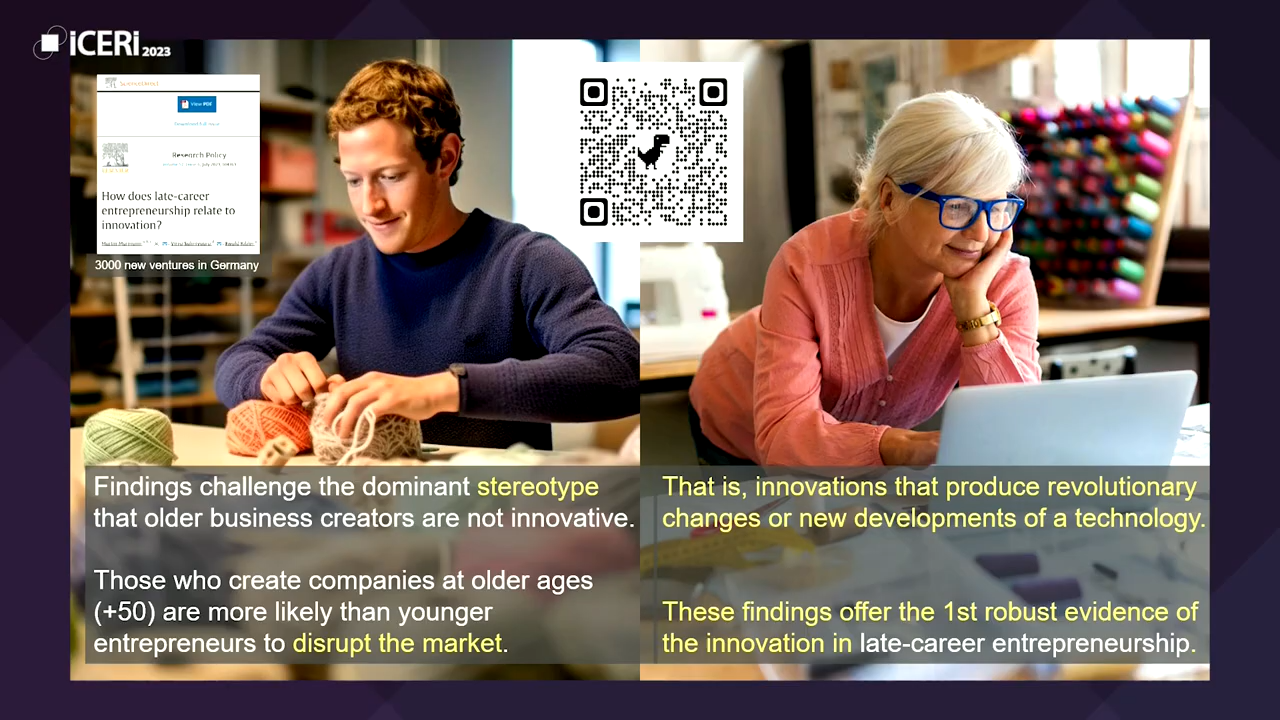 iCERi 2023
View PDF
Download full issue
Research Policy
How does late-career
entrepreneurship relate to
innovation?
3000 new ventures in Germany
Findings challenge the dominant stereotype
that older business creators are not innovative.
Those who create companies at older ages
(+50) are more likely than younger
entrepreneurs to disrupt the market.
That is, innovations that produce revolutionary
changes or new developments of a technology.
These findings offer the 1st robust evidence of
the innovation in late-career entrepreneurship.